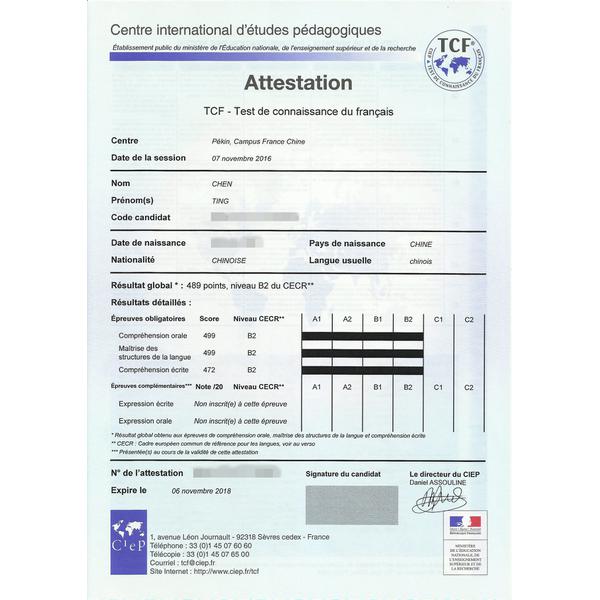 Centre international d'études pédagogiques
Établissement public du ministère de l'Éducation nationale, de l'enseignement supérieur et de la recherche
TCF
CIEP TEST DE CONNAISSANCE DU FRANÇAIS
Attestation
TCF - Test de connaissance du français
Centre Pékin, Campus France Chine
Date de la session 07 novembre 2016
Nom CHEN
Prénom(s) TING
Code candidat
Date de naissance Pays de naissance CHINE
Nationalité CHINOISE Langue usuelle chinois
Résultat global * : 489 points, niveau B2 du CECR**
Résultats détaillés :
Épreuves obligatoires Score Niveau CECR** A1 A2 B1 B2 C1 C2
Compréhension orale 499 B2
Maîtrise des
structures de la langue 499 B2
Compréhension écrite 472 B2
Épreuves complémentaires*** Note /20 Niveau CECR** A1 A2 B1 B2 C1 C2
Expression écrite Non inscrit(e) à cette épreuve
Expression orale Non inscrit(e) à cette épreuve
* Résultat global obtenu aux épreuves de compréhension orale, maîtrise des structures de la langue et compréhension écrite
** CECR : Cadre européen commun de référence pour les langues, voir au verso
*** Présentée(s) au cours de la validité de cette attestation
N° de l'attestation Signature du candidat Le directeur du CIEP
Daniel ASSOULINE
Expire le 06 novembre 2018
CIEP
1, avenue Léon Journault - 92318 Sèvres cedex - France
Téléphone : 33 (0)1 45 07 60 60
Télécopie : 33 (0)1 45 07 65 00
Courriel : tcf@ciep.fr
Site Internet : http://www.ciep.fr/tcf
Liberté • Égalité • Fraternité
RÉPUBLIQUE FRANÇAISE
MINISTÈRE
DE L'ÉDUCATION
NATIONALE, DE
L'ENSEIGNEMENT
SUPÉRIEUR ET DE
LA RECHERCHE